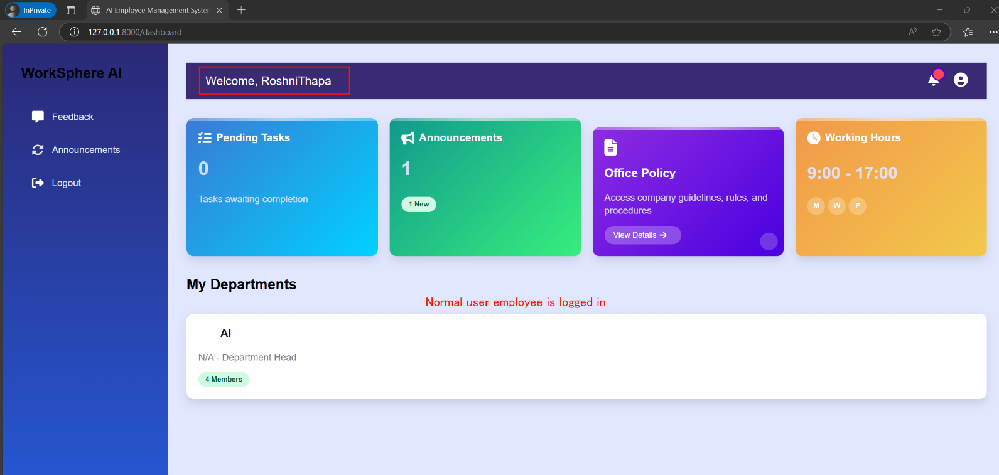 InPrivate
AI Employee Management System
127.0.0.1:8000/dashboard
WorkSphere AI
Feedback
Announcements
Logout
Welcome, RoshniThapa
Pending Tasks
0
Tasks awaiting completion
Announcements
1
1 New
Office Policy
Access company guidelines, rules, and
procedures
View Details →
Working Hours
9:00 - 17:00
M W F
My Departments
Normal user employee is logged in
AI
N/A - Department Head
4 Members